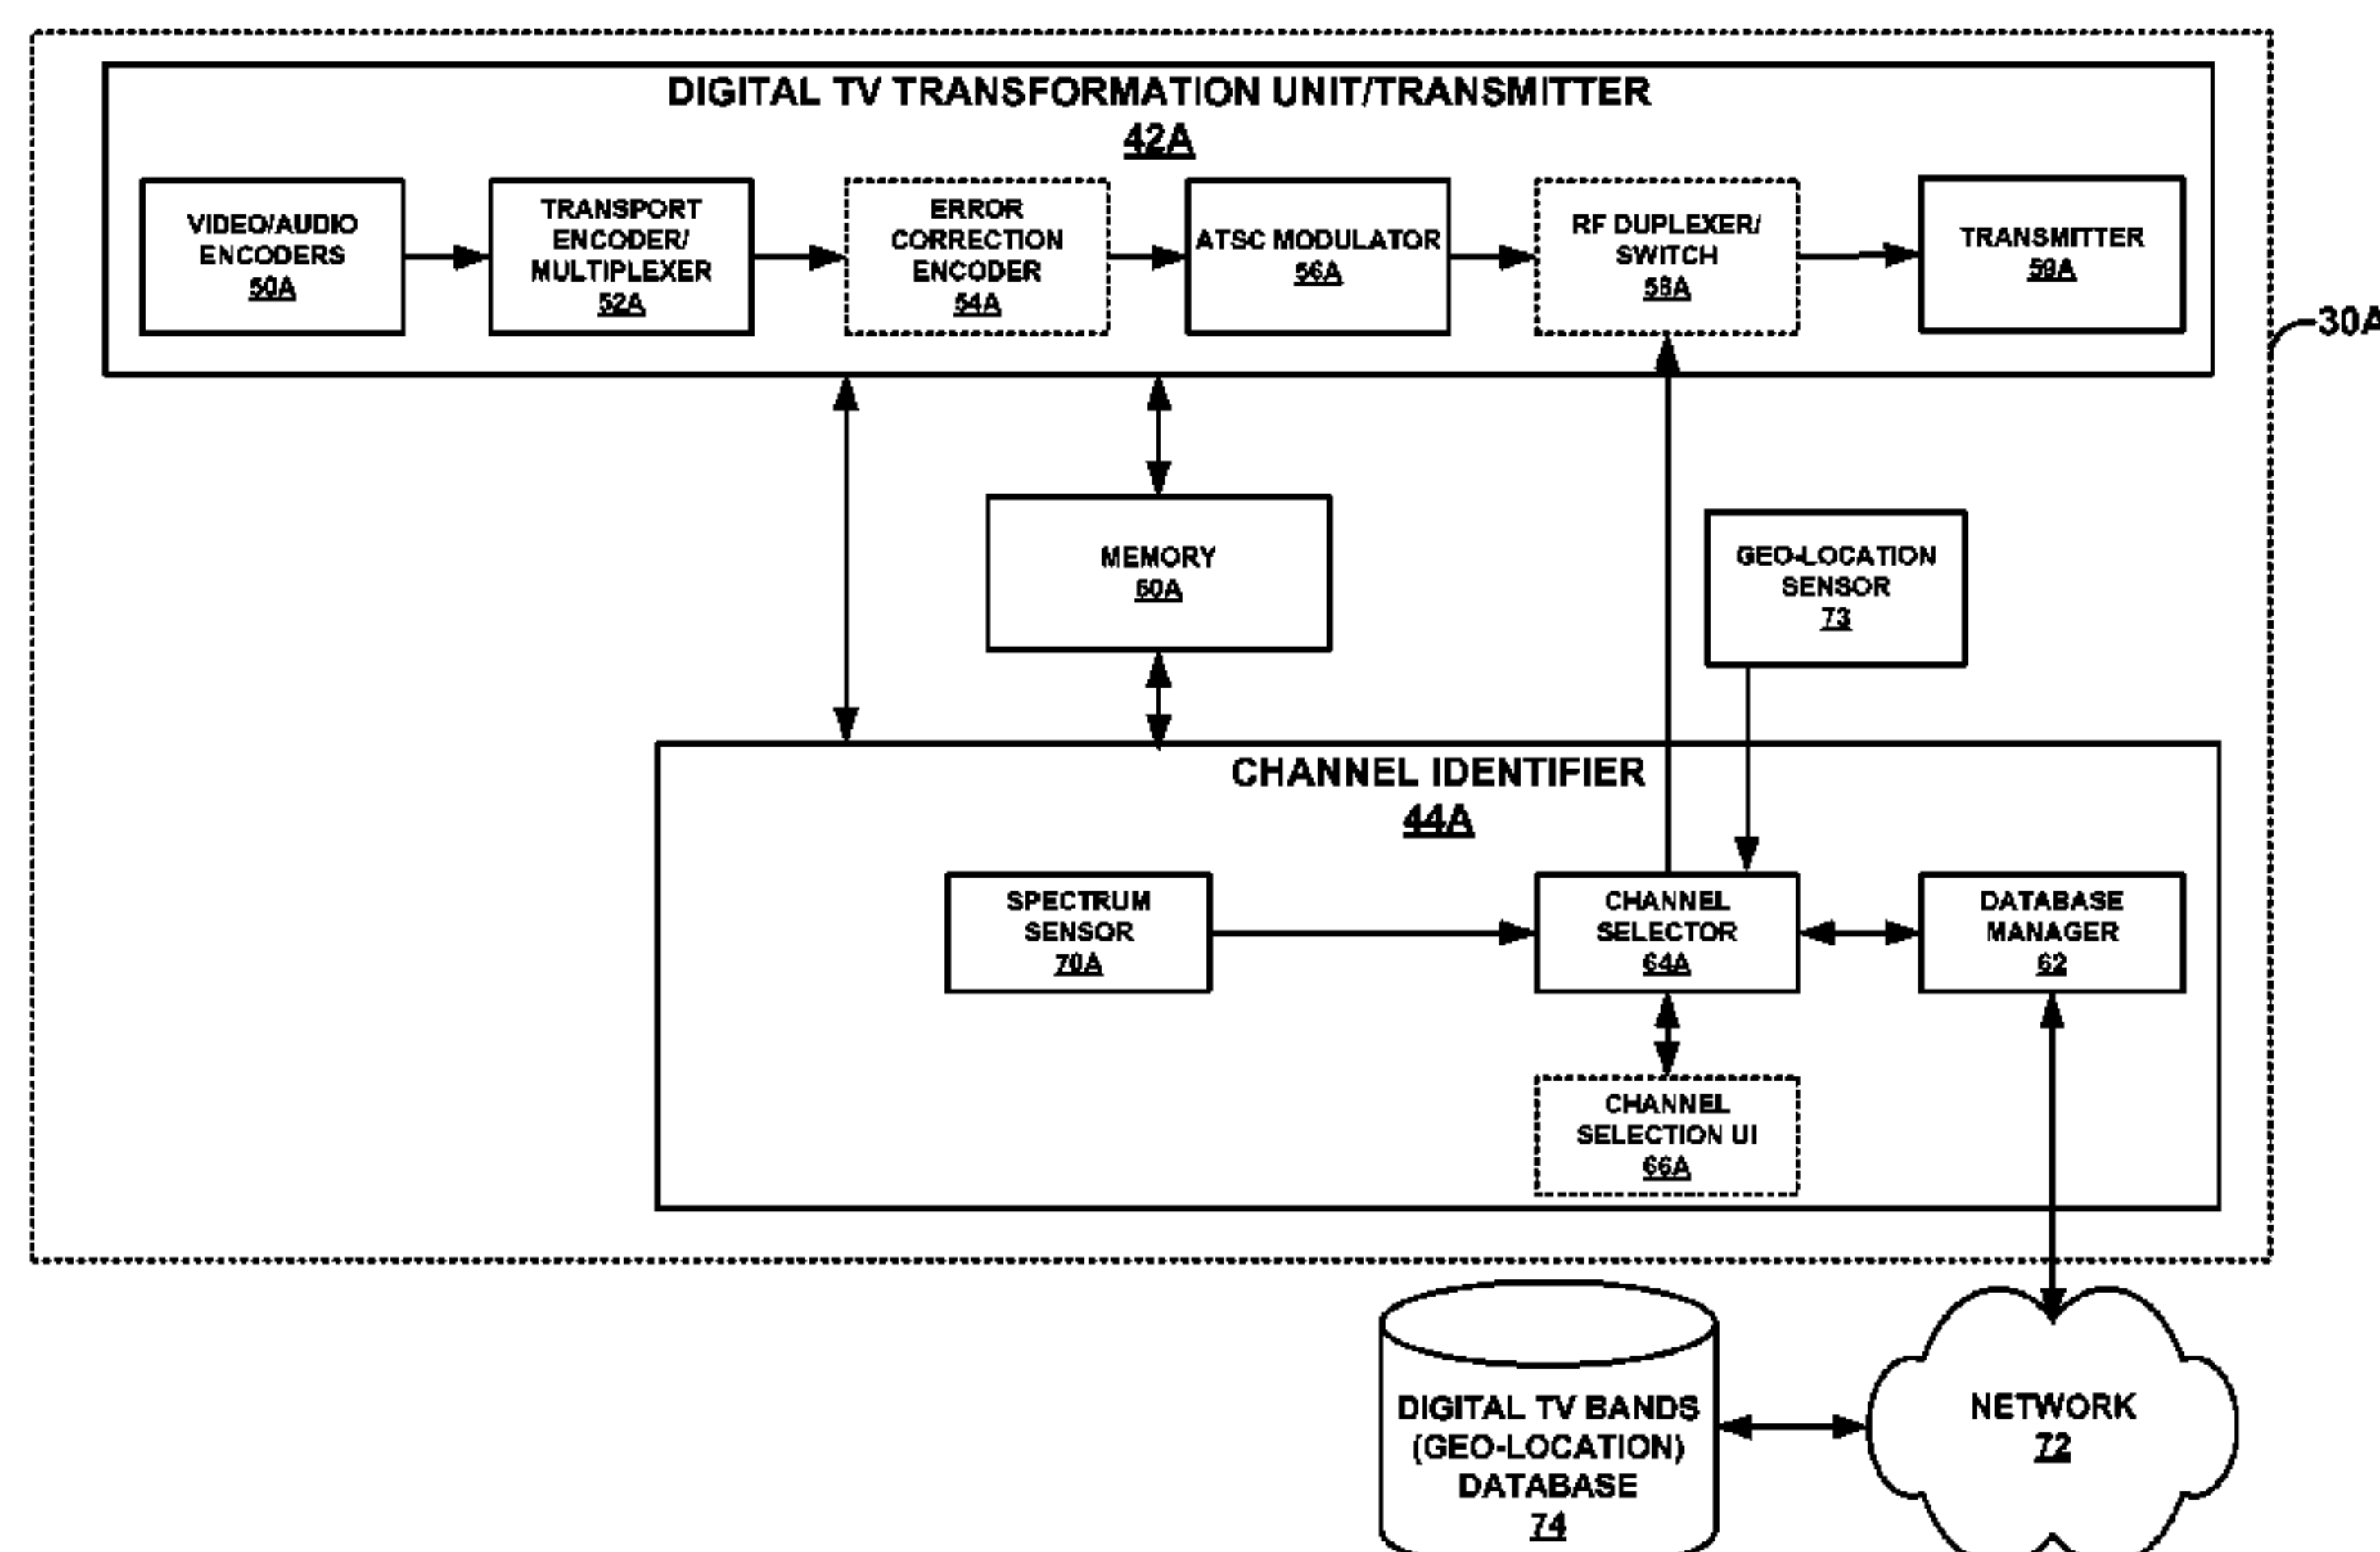 DIGITAL TV TRANSFORMATION UNIT/TRANSMITTER
42A
VIDEO/AUDIO
ENCODERS
50A
TRANSPORT
ENCODER/
MULTIPLEXER
52A
ERROR
CORRECTION
ENCODER
54A
ATSC MODULATOR
56A
RF DUPLEXER/
SWITCH
58A
TRANSMITTER
59A
30A
MEMORY
60A
GEO-LOCATION
SENSOR
73
CHANNEL IDENTIFIER
44A
SPECTRUM
SENSOR
70A
CHANNEL
SELECTOR
64A
DATABASE
MANAGER
62
CHANNEL
SELECTION UI
66A
DIGITAL TV BANDS
(GEO-LOCATION)
DATABASE
74
NETWORK
72